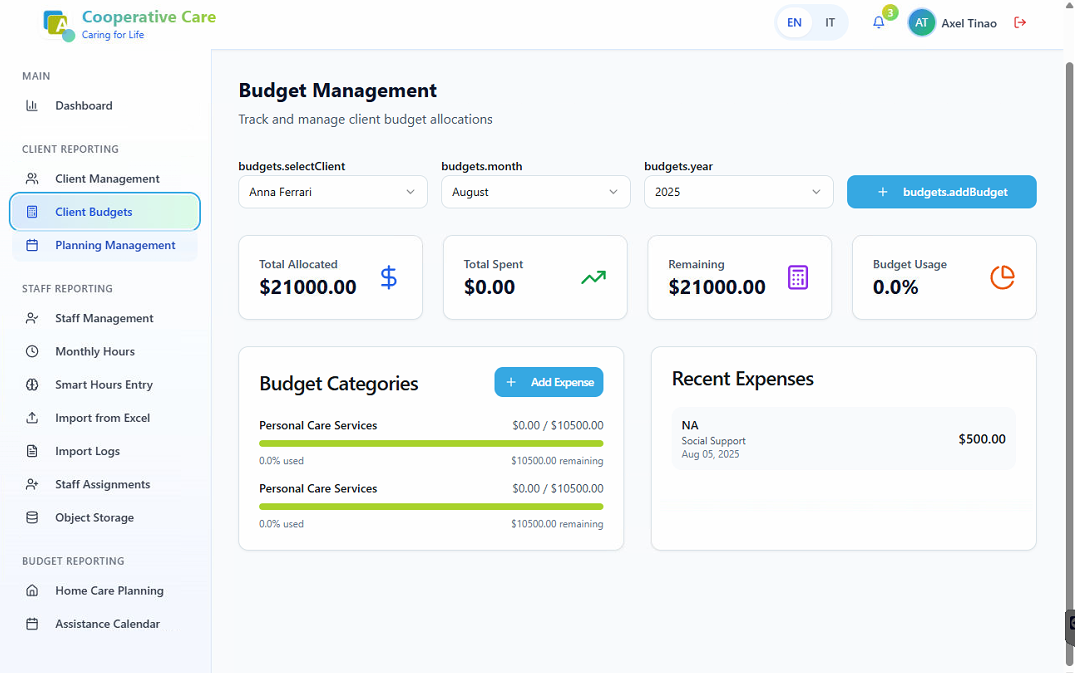 Cooperative Care
Caring for Life
EN
IT
3
AT
Axel Tinao
MAIN
Dashboard
CLIENT REPORTING
Client Management
Client Budgets
Planning Management
STAFF REPORTING
Staff Management
Monthly Hours
Smart Hours Entry
Import from Excel
Import Logs
Staff Assignments
Object Storage
BUDGET REPORTING
Home Care Planning
Assistance Calendar
Budget Management
Track and manage client budget allocations
budgets.selectClient
budgets.month
budgets.year
Anna Ferrari
August
2025
+ budgets.addBudget
Total Allocated
$21000.00
Total Spent
$0.00
Remaining
$21000.00
Budget Usage
0.0%
Budget Categories
+ Add Expense
Personal Care Services $0.00 / $10500.00
0.0% used $10500.00 remaining
Personal Care Services $0.00 / $10500.00
0.0% used $10500.00 remaining
Recent Expenses
NA
Social Support
Aug 05, 2025
$500.00